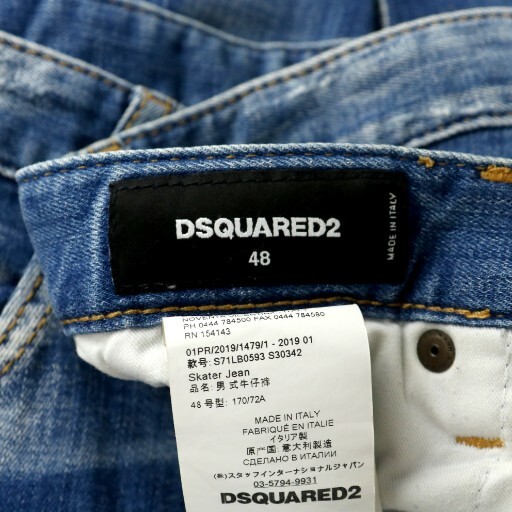 DSQUARED2
48
MADE IN ITALY
PH 0444 784500 FAX 0444 784580
RN 154143
01PR/2019/1479/1 - 2019 01
款号: S71LB0593 S30342
Skater Jean
品名: 男 式牛仔裤
48 号型: 170/72A
MADE IN ITALY
FABRIQUÉ EN ITALIE
イタリア製
原产国: 意大利制造
СДЕЛАНО В ИТАЛИИ
(株)スタッフインターナショナルジャパン
03-5794-9931
DSQUARED2